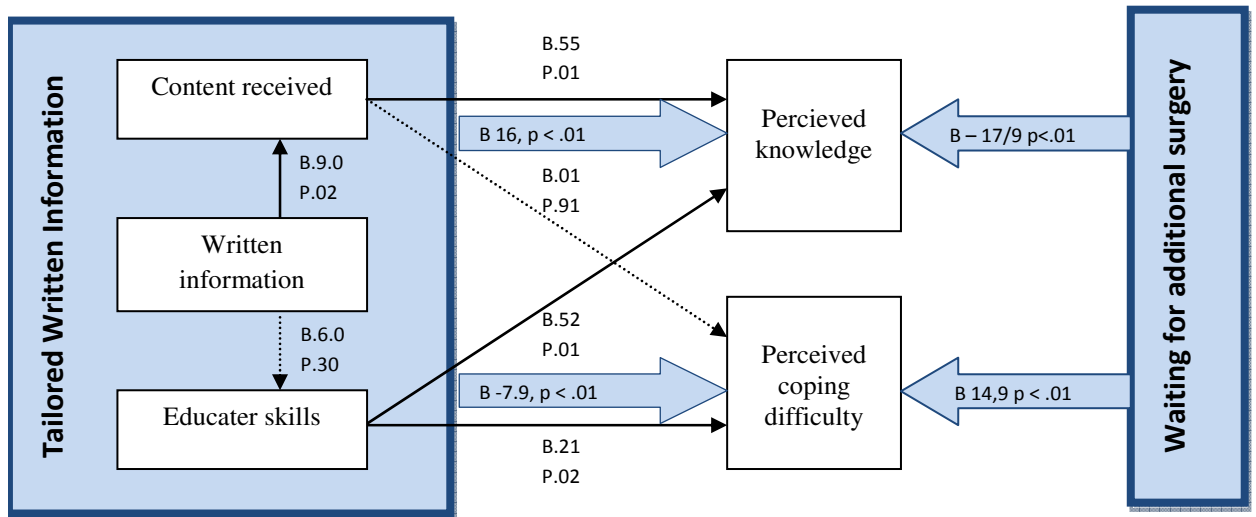 Tailored Written Information
Content received
B.9.0
P.02
Written
information
B.6.0
P.30
Educater skills
B.55
P.01
B 16, p < .01
B.01
P.91
B.52
P.01
B -7.9, p < .01
B.21
P.02
Percieved
knowledge
Perceived
coping
difficulty
B – 17/9 p<.01
B 14,9 p < .01
Waiting for additional surgery